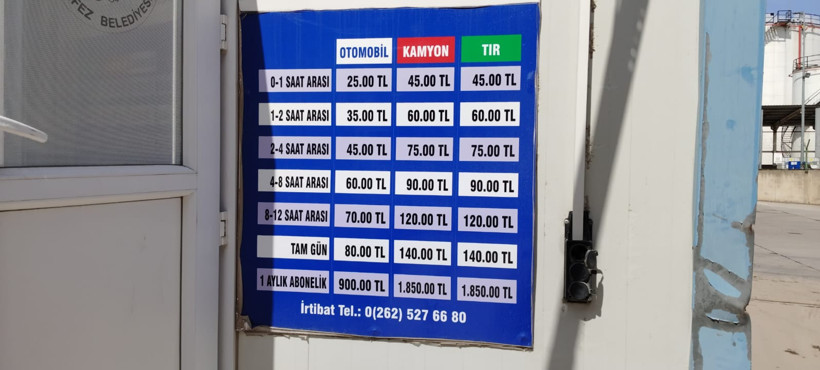 FEZ BELEDİYES
OTOMOBİL KAMYON TIR
0-1 SAAT ARASI 25.00 TL 45.00 TL 45.00 TL
1-2 SAAT ARASI 35.00 TL 60.00 TL 60.00 TL
2-4 SAAT ARASI 45.00 TL 75.00 TL 75.00 TL
4-8 SAAT ARASI 60.00 TL 90.00 TL 90.00 TL
8-12 SAAT ARASI 70.00 TL 120.00 TL 120.00 TL
TAM GÜN 80.00 TL 140.00 TL 140.00 TL
1 AYLIK ABONELİK 900.00 TL 1.850.00 TL 1.850.00 TL
İrtibat Tel.: 0(262) 527 66 80